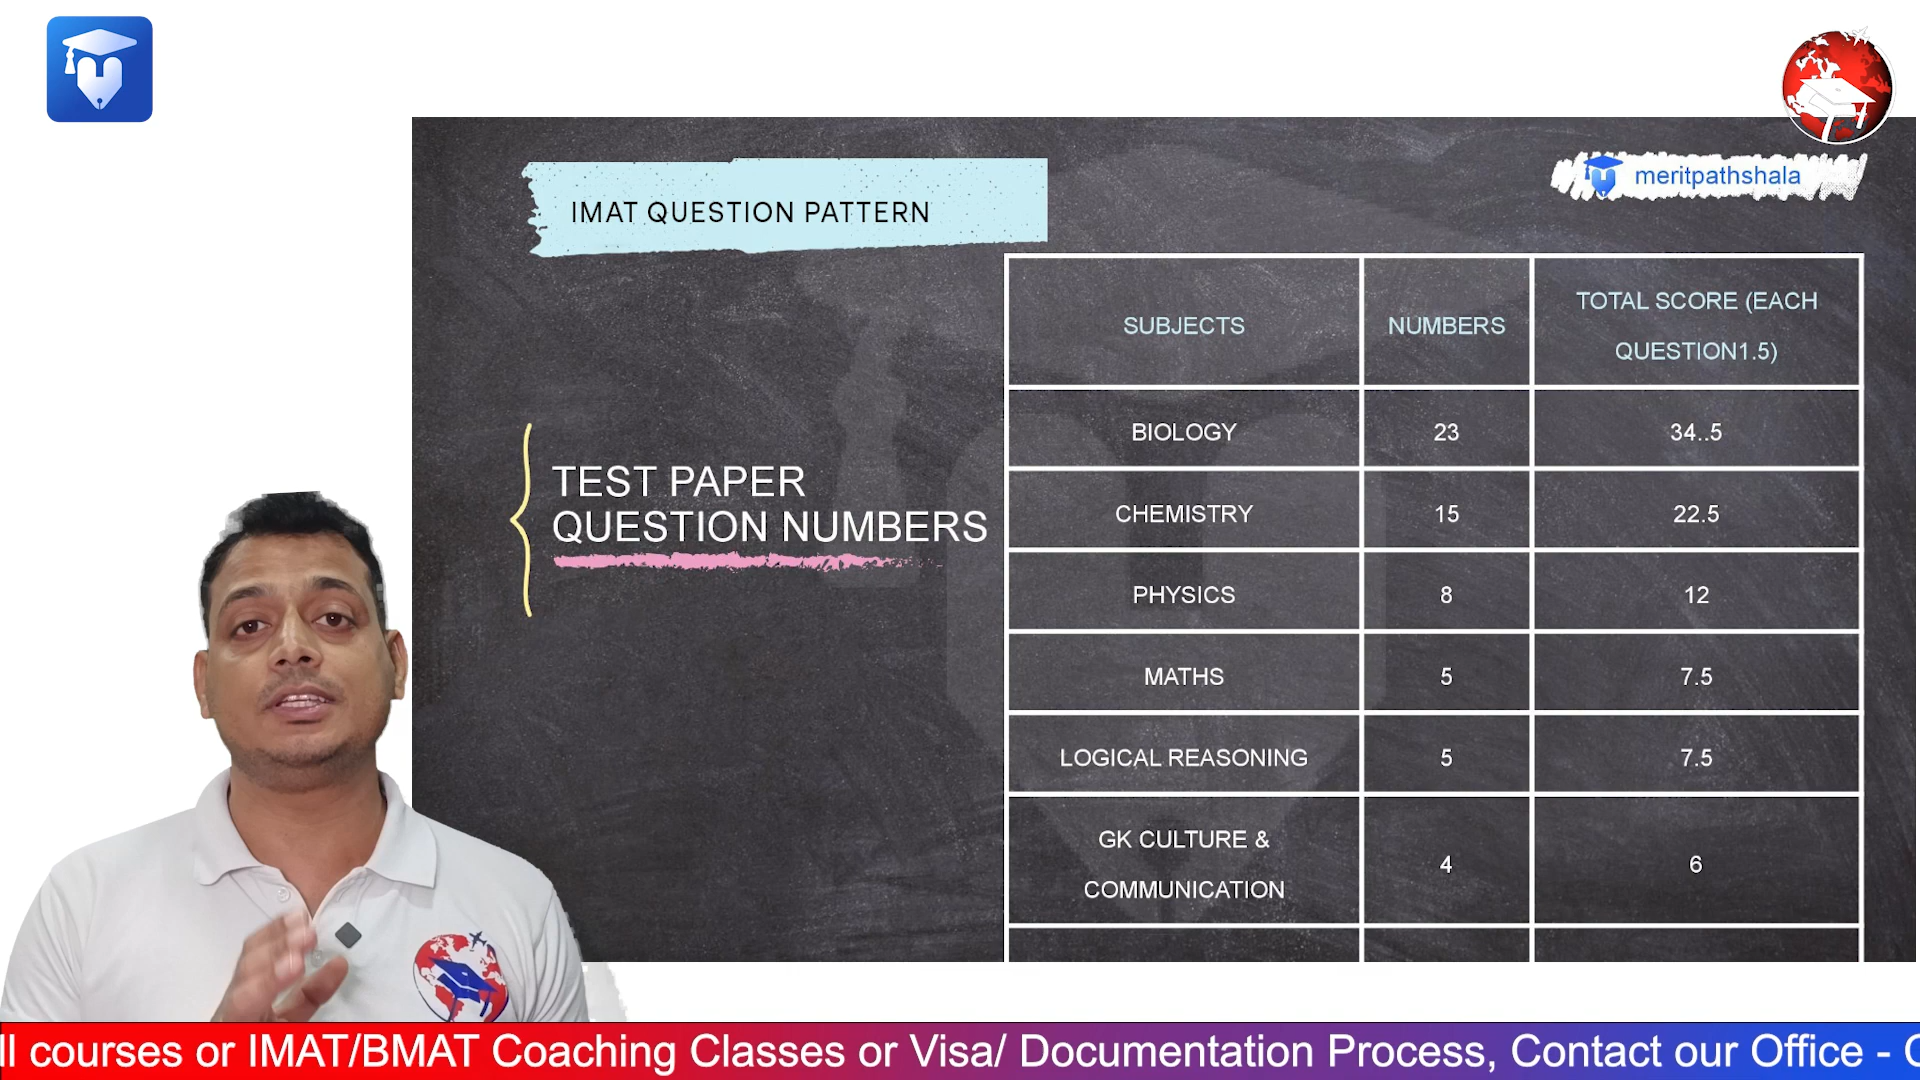 meritpathshala
IMAT QUESTION PATTERN
TEST PAPER
QUESTION NUMBERS
SUBJECTS NUMBERS TOTAL SCORE (EACH
QUESTION1.5)
BIOLOGY 23 34..5
CHEMISTRY 15 22.5
PHYSICS 8 12
MATHS 5 7.5
LOGICAL REASONING 5 7.5
GK CULTURE &
COMMUNICATION 4 6
ll courses or IMAT/BMAT Coaching Classes or Visa/ Documentation Process, Contact our Office -